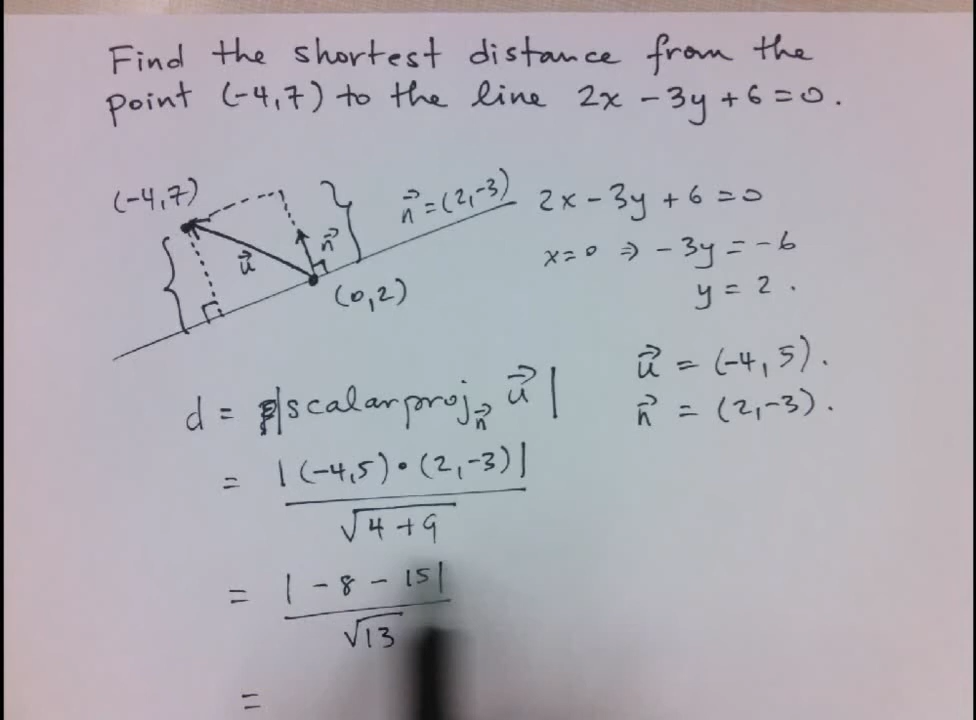 Find the shortest distance from the
point (-4,7) to the line 2x - 3y + 6 = 0.
(-4,7)
u⃗
n⃗
n⃗ = (2,-3)
(0,2)
2x - 3y + 6 = 0
x = 0 ⇒ -3y = -6
y = 2.
u⃗ = (-4,5).
n⃗ = (2,-3).
d = |scalarproj_n⃗ u⃗|
= |(-4,5)•(2,-3)|
√4+9
= |-8-15|
√13
=